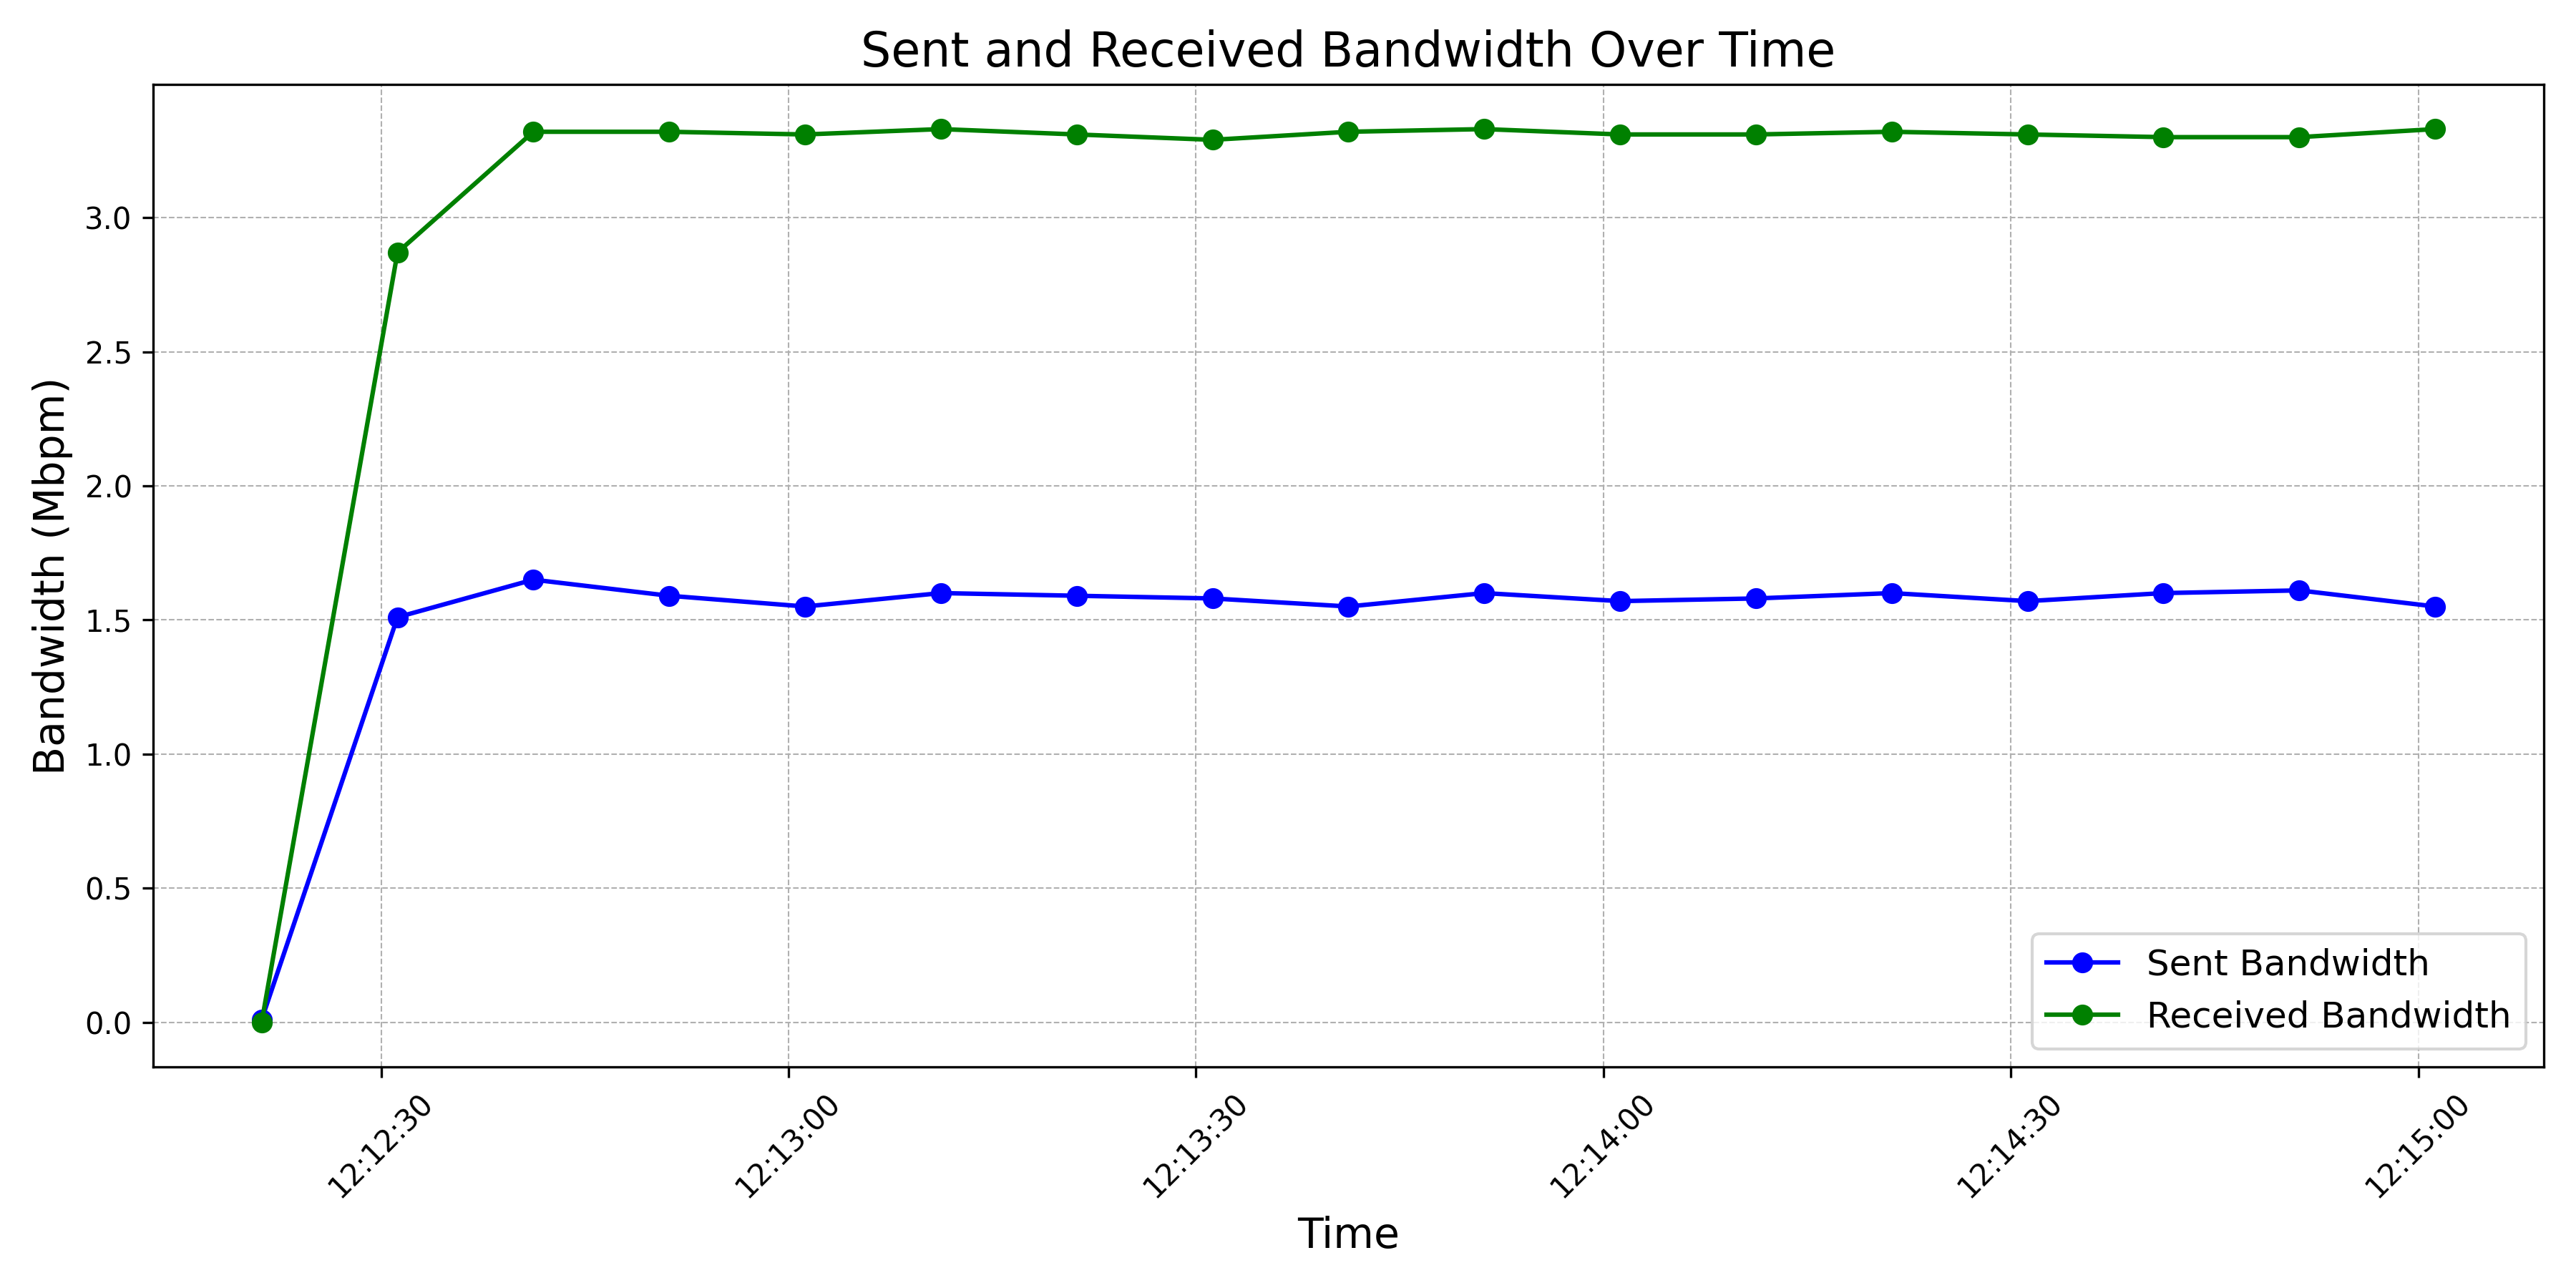 Sent and Received Bandwidth Over Time
Bandwidth (Mbpm)
3.0
2.5
2.0
1.5
1.0
0.5
0.0
Sent Bandwidth
Received Bandwidth
12:12:30
12:13:00
12:13:30
12:14:00
12:14:30
12:15:00
Time